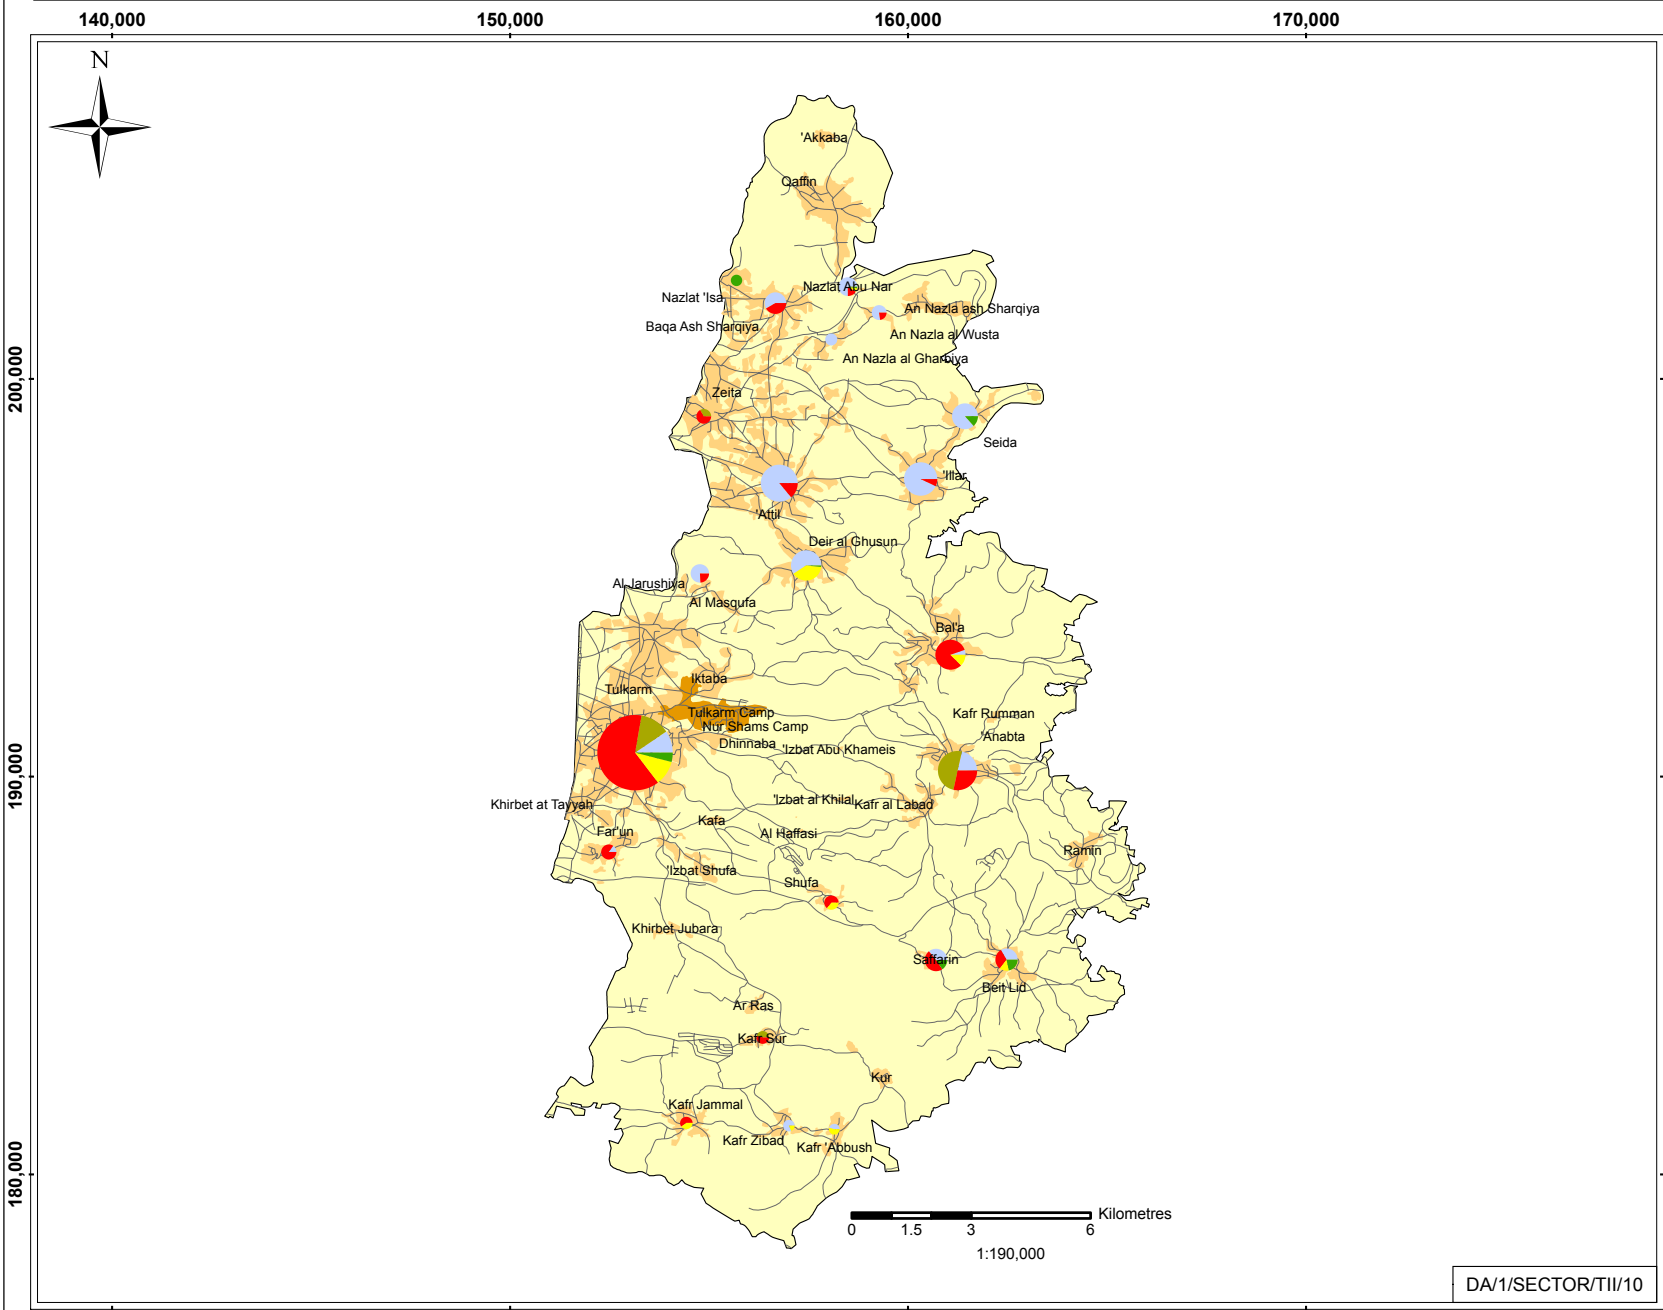 140,000
150,000
160,000
170,000
N
'Akkaba
Qaffin
Nazlat Abu Nar
Nazlat 'Isa
An Nazla ash Sharqiya
Baqa Ash Sharqiya
An Nazla al Wusta
An Nazla al Gharbiya
200,000
Zeita
Seida
'Illar
'Attil
Deir al Ghusun
Al Jarushiya
Al Masqufa
Bal'a
Iktaba
Tulkarm
Tulkarm Camp
Kafr Rumman
Nur Shams Camp
'Anabta
Dhinnaba
'Izbat Abu Khameis
190,000
'Izbat al Khilal
Kafr al Labad
Khirbet at Tayyah
Kafa
Far'un
Al Haffasi
Ramin
'Izbat Shufa
Shufa
Khirbet Jubara
Saffarin
Beit Lid
Ar Ras
Kafr Sur
Kur
Kafr Jammal
Kafr Zibad
Kafr 'Abbush
180,000
Kilometres
0 1.5 3 6
1:190,000
DA/1/SECTOR/TII/10